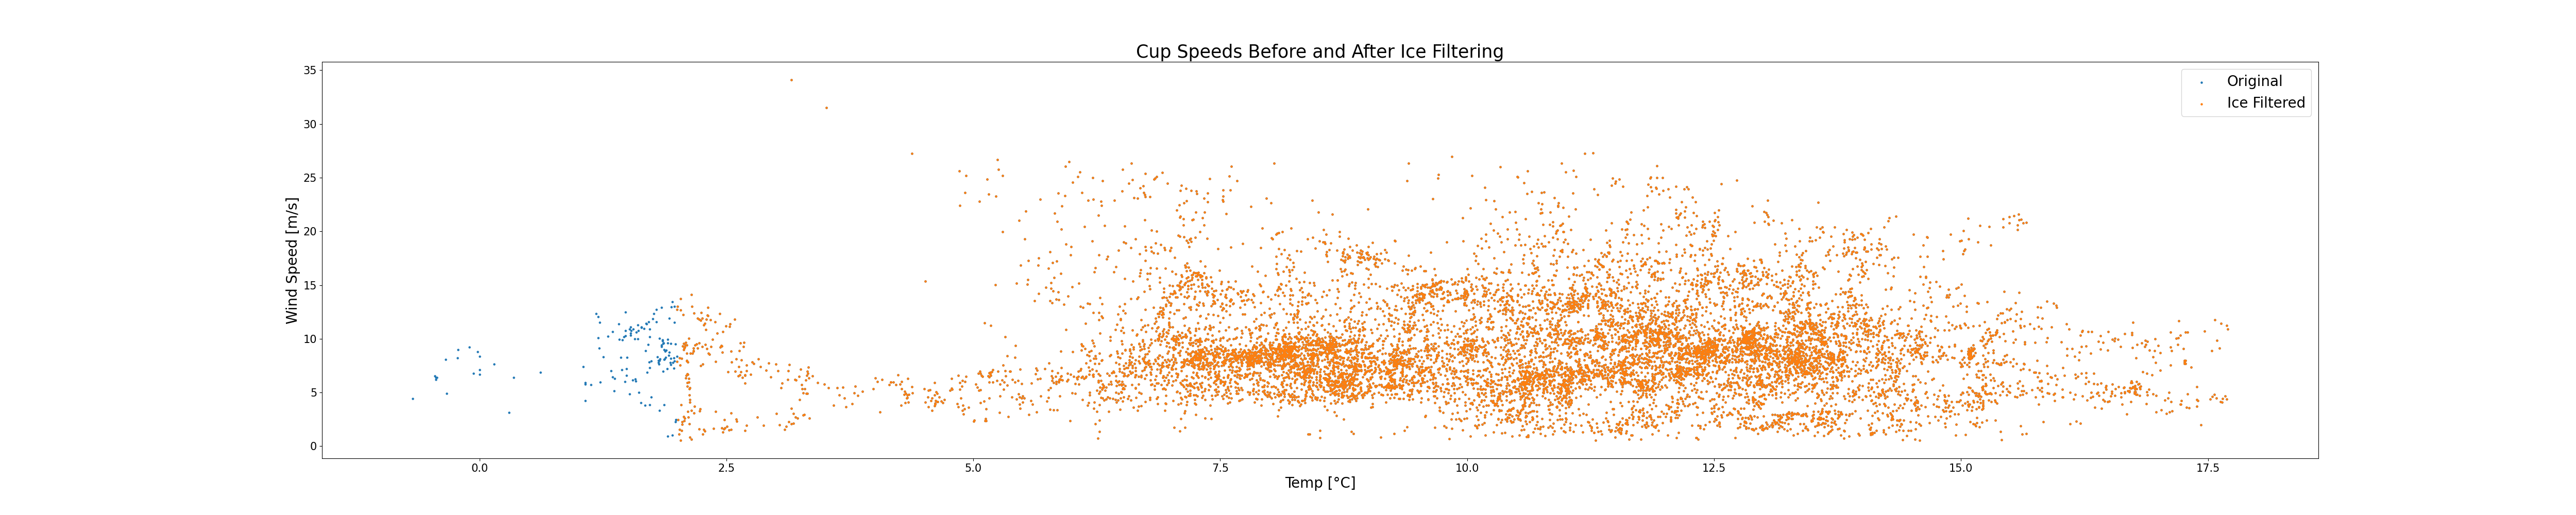 Cup Speeds Before and After Ice Filtering
Original
Ice Filtered
Wind Speed [m/s]
35
30
25
20
15
10
5
0
0.0 2.5 5.0 7.5 10.0 12.5 15.0 17.5
Temp [°C]